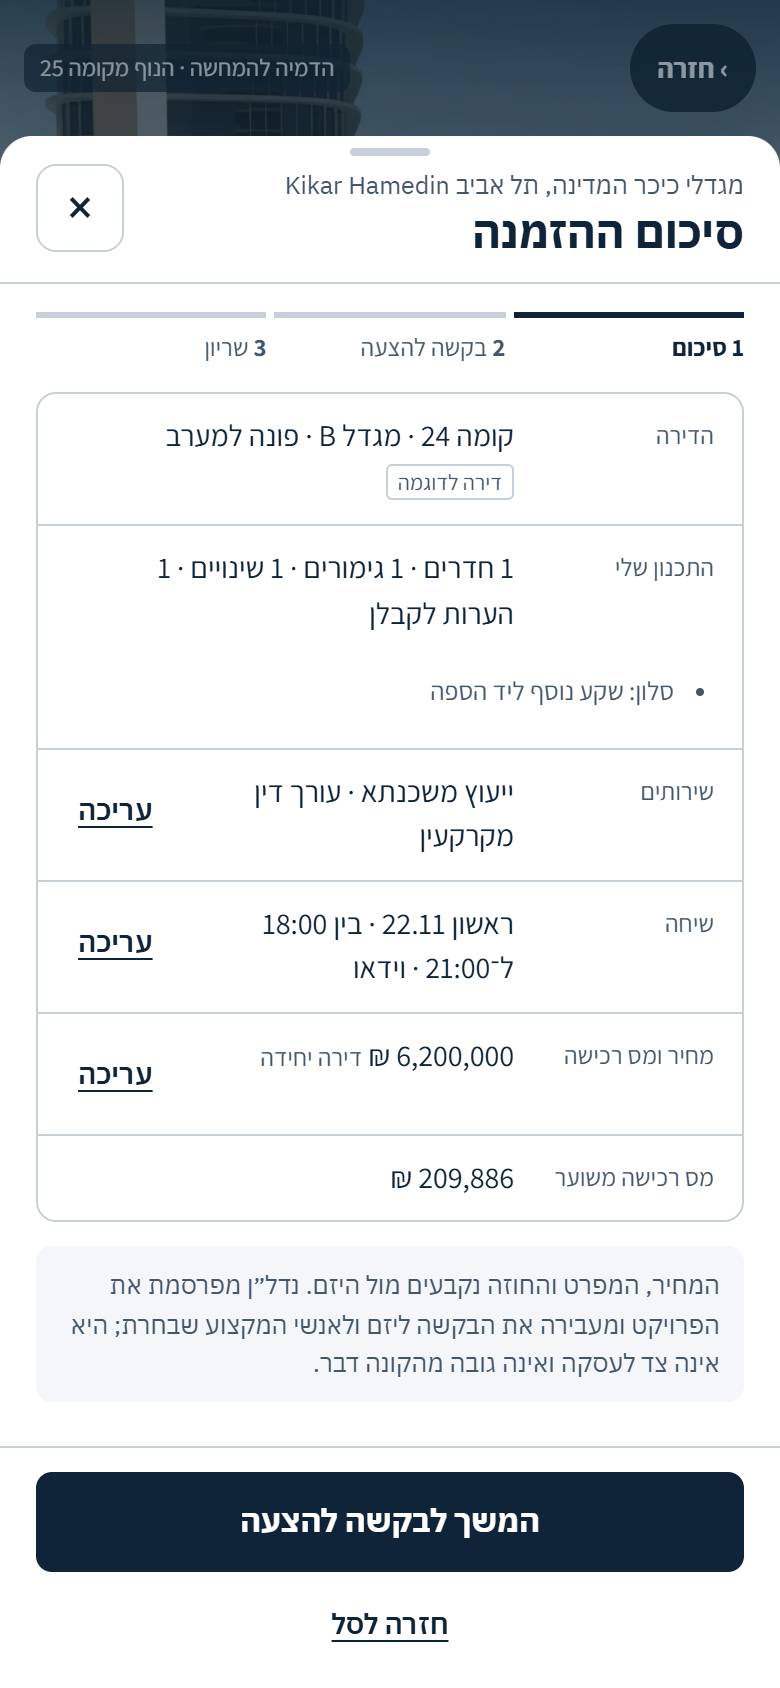 › חזרה
הדמיה להמחשה · הנוף מקומה 25
מגדלי כיכר המדינה, תל אביב Kikar Hamedin
סיכום ההזמנה
×
1 סיכום
2 בקשה להצעה
3 שריון
הדירה
קומה 24 · מגדל B · פונה למערב
דירה לדוגמה
התכנון שלי
1 חדרים · 1 גימורים · 1 שינויים · 1
הערות לקבלן
• סלון: שקע נוסף ליד הספה
שירותים
ייעוץ משכנתא · עורך דין
מקרקעין
עריכה
שיחה
ראשון 22.11 · בין 18:00
ל־21:00 · וידאו
עריכה
מחיר ומס רכישה
6,200,000 ₪ דירה יחידה
עריכה
מס רכישה משוער
209,886 ₪
המחיר, המפרט והחוזה נקבעים מול היזם. נדל״ן מפרסמת את
הפרויקט ומעבירה את הבקשה ליזם ולאנשי המקצוע שבחרת; היא
אינה צד לעסקה ואינה גובה מהקונה דבר.
המשך לבקשה להצעה
חזרה לסל